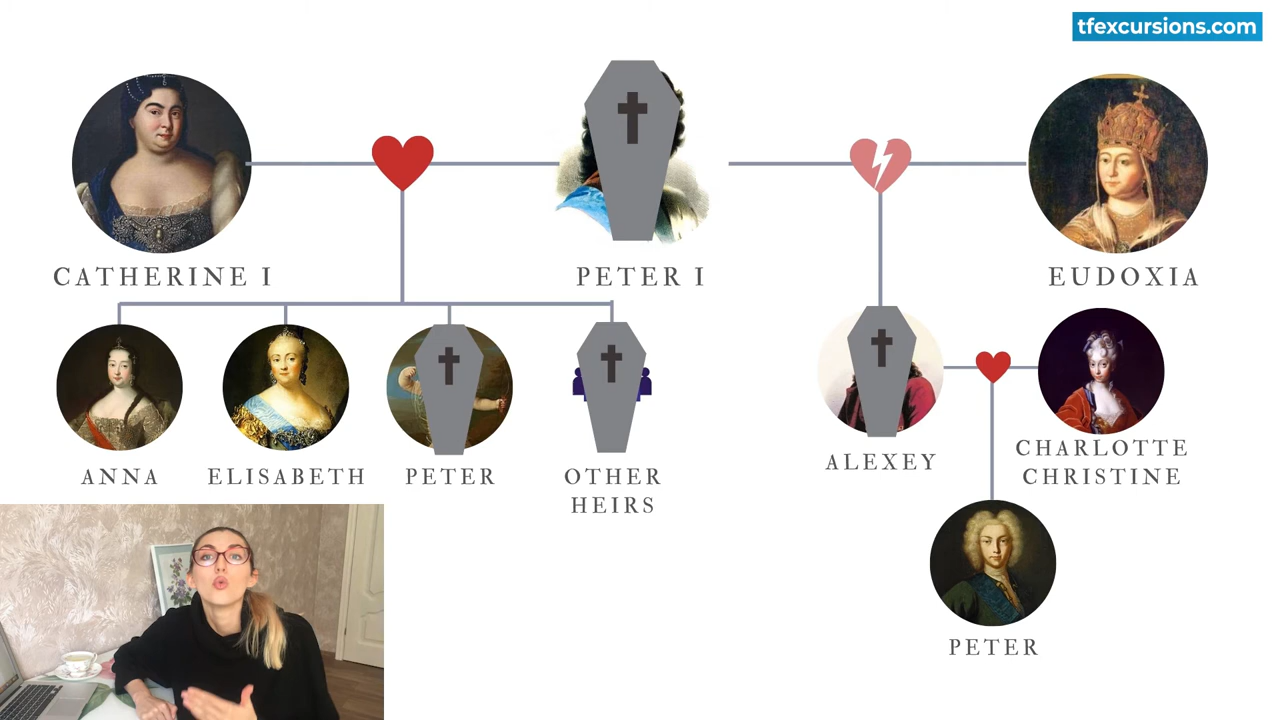 tfexcursions.com
CATHERINE I
PETER I
EUDOXIA
ANNA
ELISABETH
PETER
OTHER
HEIRS
ALEXEY
CHARLOTTE
CHRISTINE
PETER